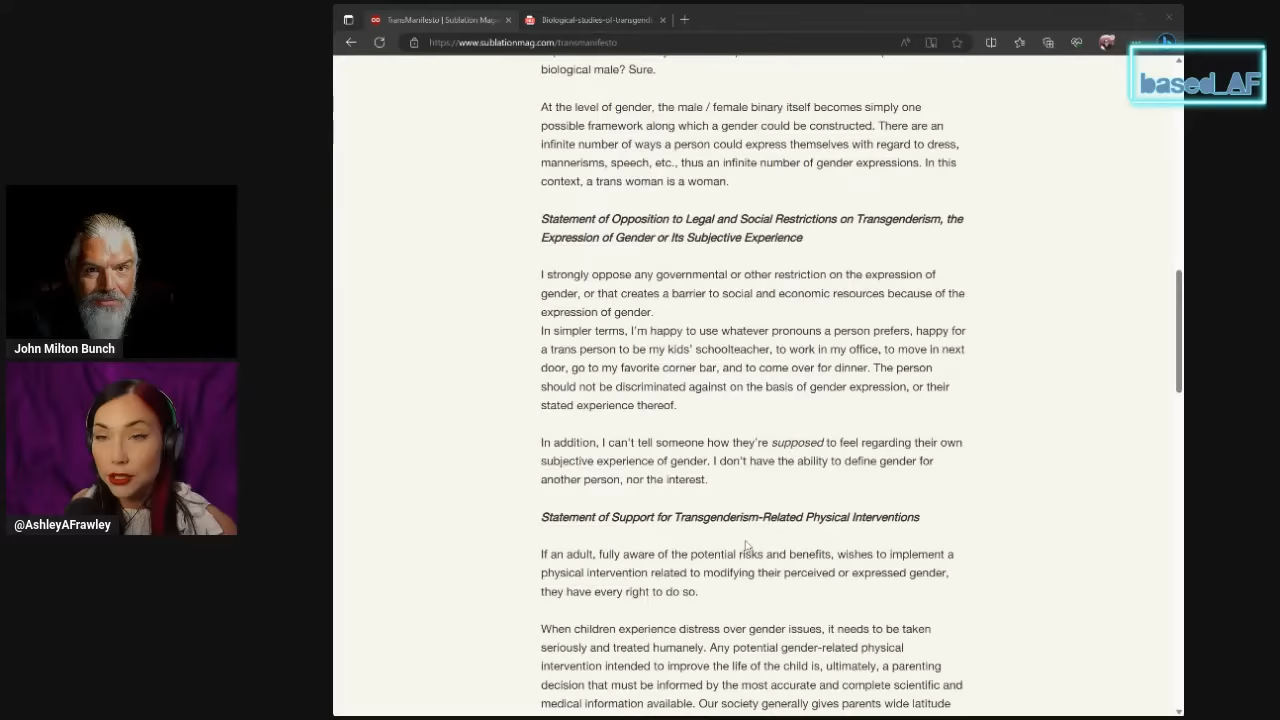 TransManifesto | Sublation Mag
Biological-studies-of-transgend
https://www.sublationmag.com/transmanifesto
based_AF
biological male? Sure.
At the level of gender, the male / female binary itself becomes simply one
possible framework along which a gender could be constructed. There are an
infinite number of ways a person could express themselves with regard to dress,
mannerisms, speech, etc., thus an infinite number of gender expressions. In this
context, a trans woman is a woman.
Statement of Opposition to Legal and Social Restrictions on Transgenderism, the
Expression of Gender or Its Subjective Experience
I strongly oppose any governmental or other restriction on the expression of
gender, or that creates a barrier to social and economic resources because of the
expression of gender.
In simpler terms, I'm happy to use whatever pronouns a person prefers, happy for
a trans person to be my kids' schoolteacher, to work in my office, to move in next
door, go to my favorite corner bar, and to come over for dinner. The person
should not be discriminated against on the basis of gender expression, or their
stated experience thereof.
In addition, I can't tell someone how they're supposed to feel regarding their own
subjective experience of gender. I don't have the ability to define gender for
another person, nor the interest.
Statement of Support for Transgenderism-Related Physical Interventions
If an adult, fully aware of the potential risks and benefits, wishes to implement a
physical intervention related to modifying their perceived or expressed gender,
they have every right to do so.
When children experience distress over gender issues, it needs to be taken
seriously and treated humanely. Any potential gender-related physical
intervention intended to improve the life of the child is, ultimately, a parenting
decision that must be informed by the most accurate and complete scientific and
medical information available. Our society generally gives parents wide latitude
John Milton Bunch
@AshleyAFrawley